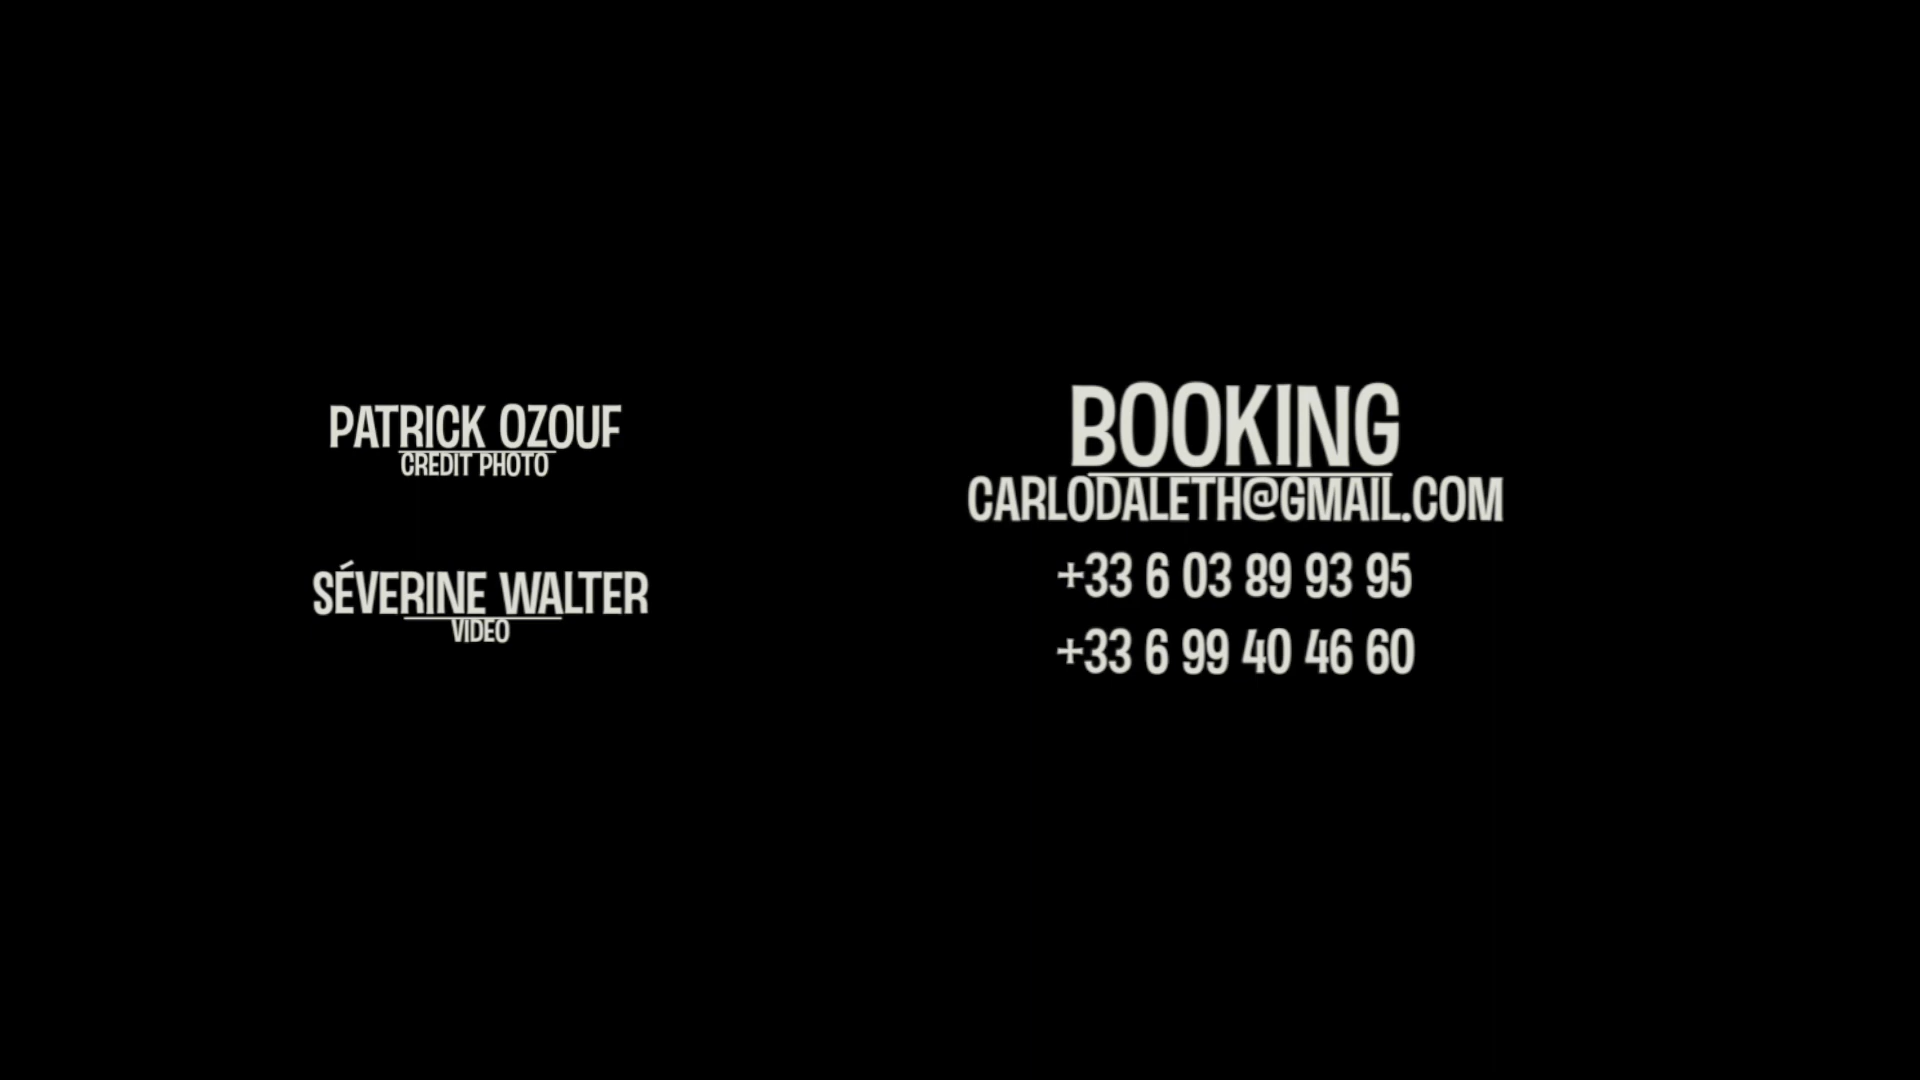 PATRICK OZOUF
CREDIT PHOTO
SÉVERINE WALTER
VIDEO
BOOKING
CARLODALETH@GMAIL.COM
+33 6 03 89 93 95
+33 6 99 40 46 60